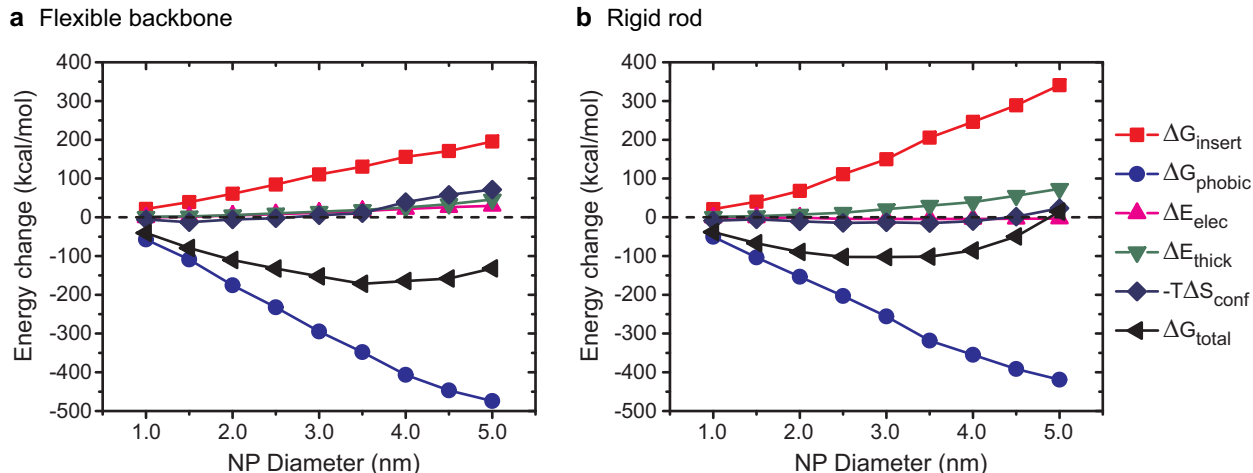 a Flexible backbone
400
300
200
100
0
-100
-200
-300
-400
-500
Energy change (kcal/mol)
1.0 2.0 3.0 4.0 5.0
NP Diameter (nm)
b Rigid rod
400
300
200
100
0
-100
-200
-300
-400
-500
Energy change (kcal/mol)
1.0 2.0 3.0 4.0 5.0
NP Diameter (nm)
ΔGinsert
ΔGphobic
ΔEelec
ΔEthick
-TΔSconf
ΔGtotal